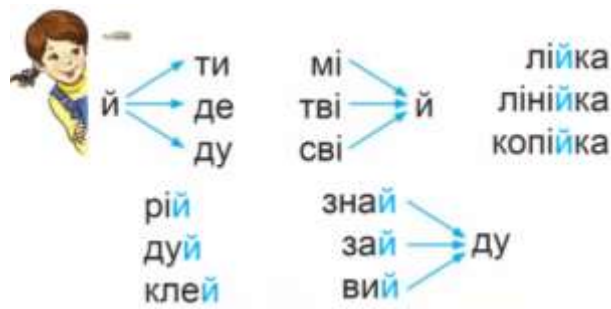 й ти де ду
мі тві сві й
лійка
лінійка
копійка
рій
дуй
клей
знай зай вий ду